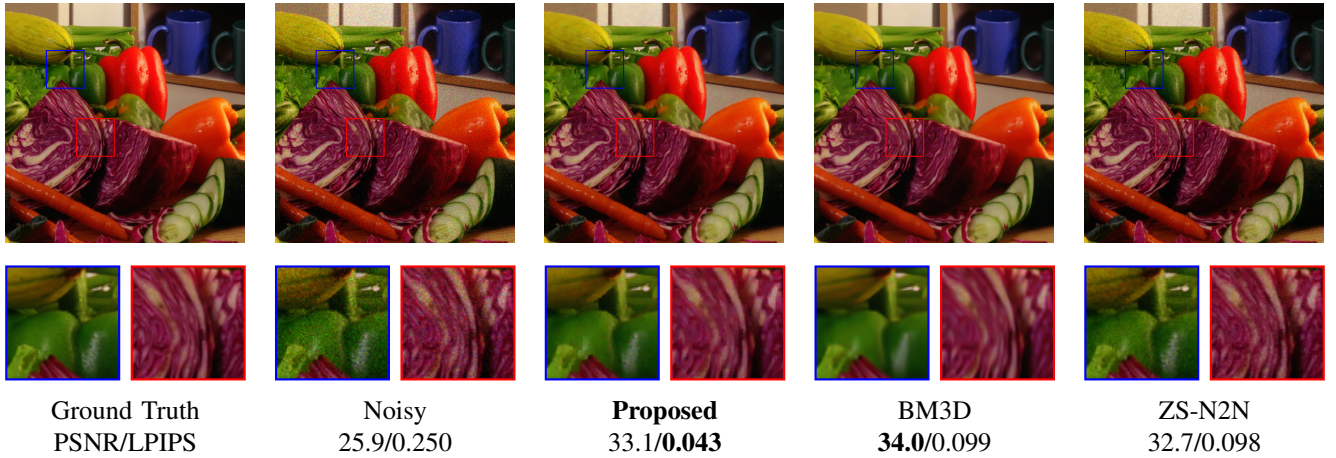 Ground Truth Noisy Proposed BM3D ZS-N2N
PSNR/LPIPS 25.9/0.250 33.1/0.043 34.0/0.099 32.7/0.098